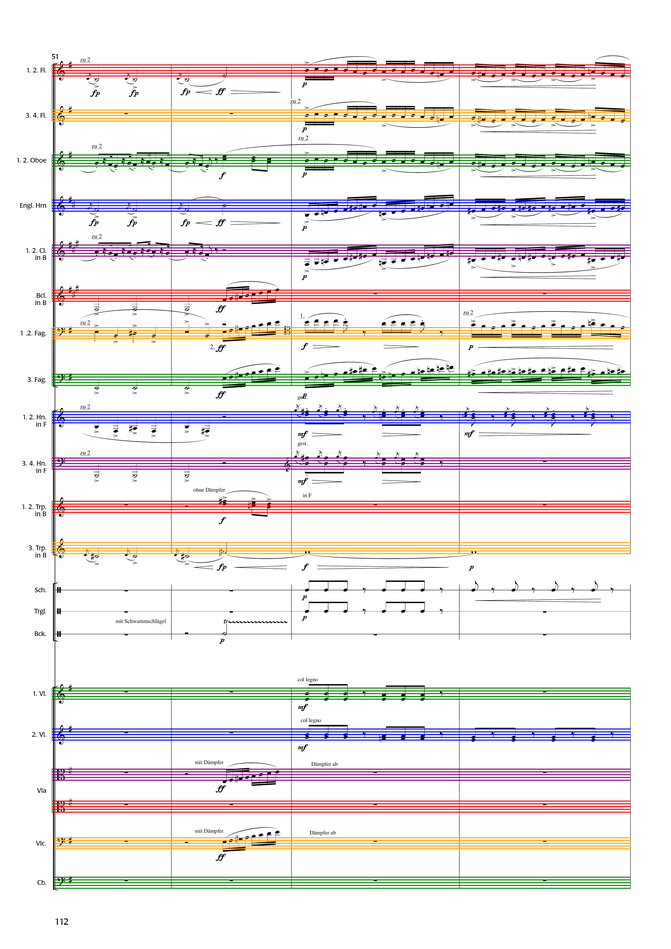 51
1. 2. Fl.
zu 2
fp fp fp ff p
3. 4. Fl.
zu 2
p
1. 2. Oboe
zu 2 zu 2
f p
Engl. Hrn
fp fp fp ff p
1. 2. Cl.
in B
zu 2
p
Bcl.
in B
ff
1. 2. Fag.
zu 2 1. zu 2
2. ff f p
3. Fag.
ff
1. 2. Hn.
in F
zu 2
mf mf
3. 4. Hn.
in F
zu 2 gest.
mf
1. 2. Trp.
in B
ohne Dämpfer in F
f
3. Trp.
in B
fp f p
Sch.
p
Trgl.
p
Bck.
mit Schwammschlägel
p
1. Vl.
col legno
mf
2. Vl.
col legno
mf
Vla
mit Dämpfer Dämpfer ab
ff
Vlc.
mit Dämpfer Dämpfer ab
ff
Cb.
112